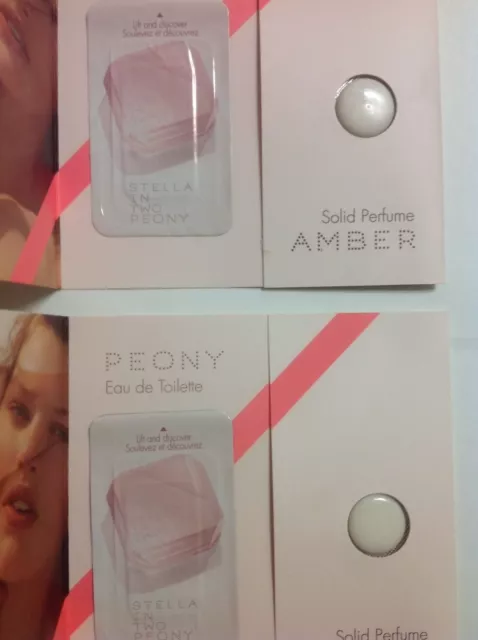 Lift and discover
Soulevez et découvrez
STELLA
IN
TWO
PEONY
Solid Perfume
AMBER
PEONY
Eau de Toilette
Lift and discover
Soulevez et découvrez
STELLA
IN
TWO
PEONY
Solid Perfume